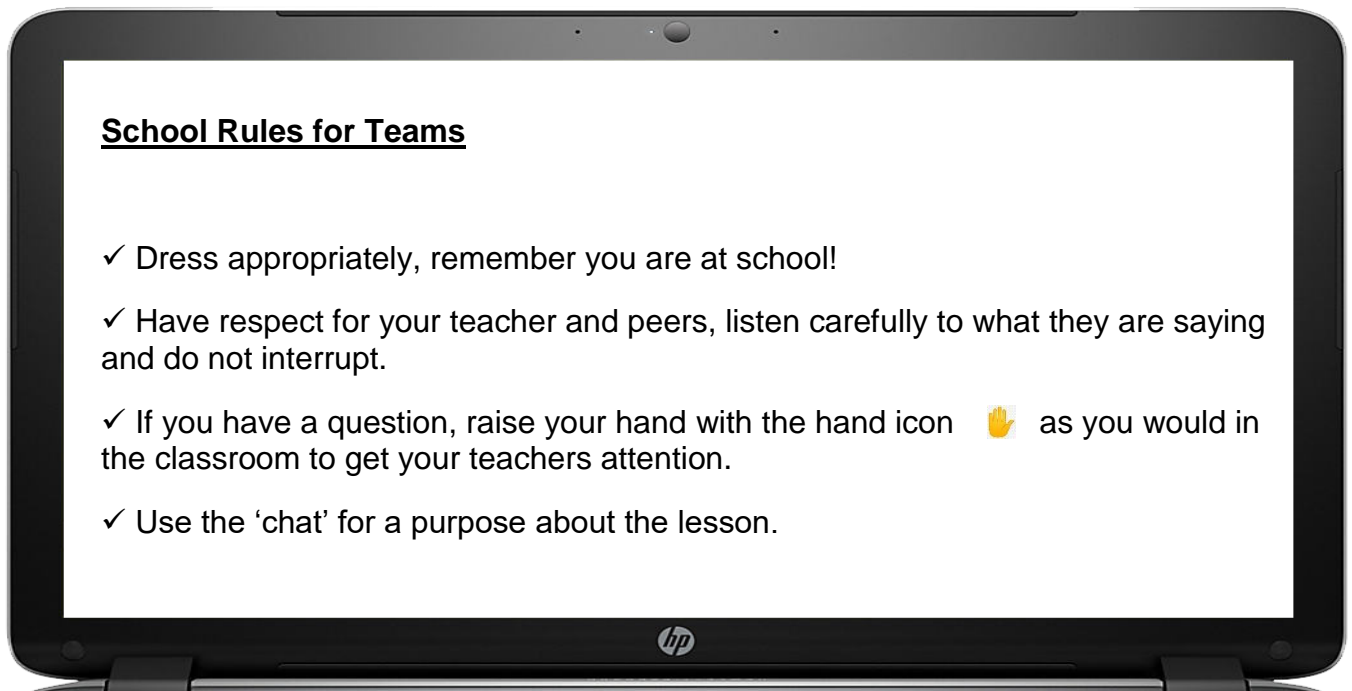 School Rules for Teams
✓ Dress appropriately, remember you are at school!
✓ Have respect for your teacher and peers, listen carefully to what they are saying
and do not interrupt.
✓ If you have a question, raise your hand with the hand icon 🖐 as you would in
the classroom to get your teachers attention.
✓ Use the ‘chat’ for a purpose about the lesson.
hp